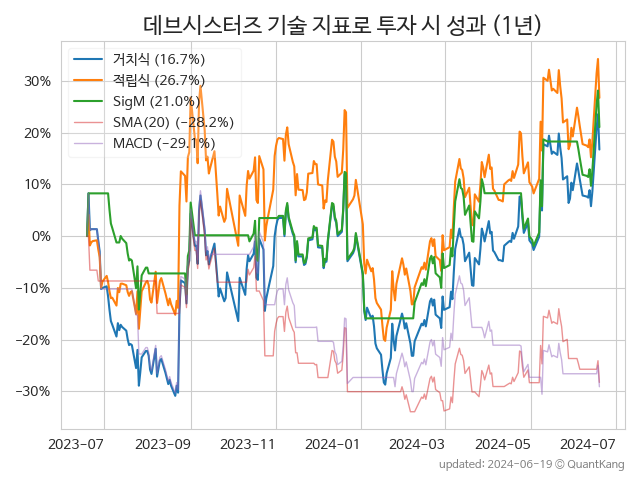 데브시스터즈 기술 지표로 투자 시 성과 (1년)
거치식 (16.7%)
적립식 (26.7%)
SigM (21.0%)
SMA(20) (−28.2%)
MACD (−29.1%)
30%
20%
10%
0%
−10%
−20%
−30%
2023-07
2023-09
2023-11
2024-01
2024-03
2024-05
2024-07
updated: 2024-06-19 © QuantKang